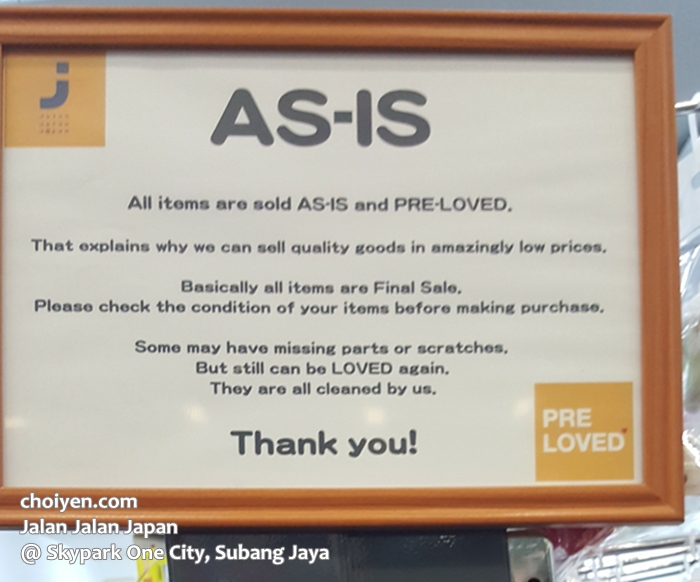 j
AS-IS
All items are sold AS-IS and PRE-LOVED.
That explains why we can sell quality goods in amazingly low prices.
Basically all items are Final Sale.
Please check the condition of your items before making purchase.
Some may have missing parts or scratches.
But still can be LOVED again.
They are all cleaned by us.
Thank you!
PRE
LOVED
choiyen.com
Jalan Jalan Japan
@ Skypark One City, Subang Jaya